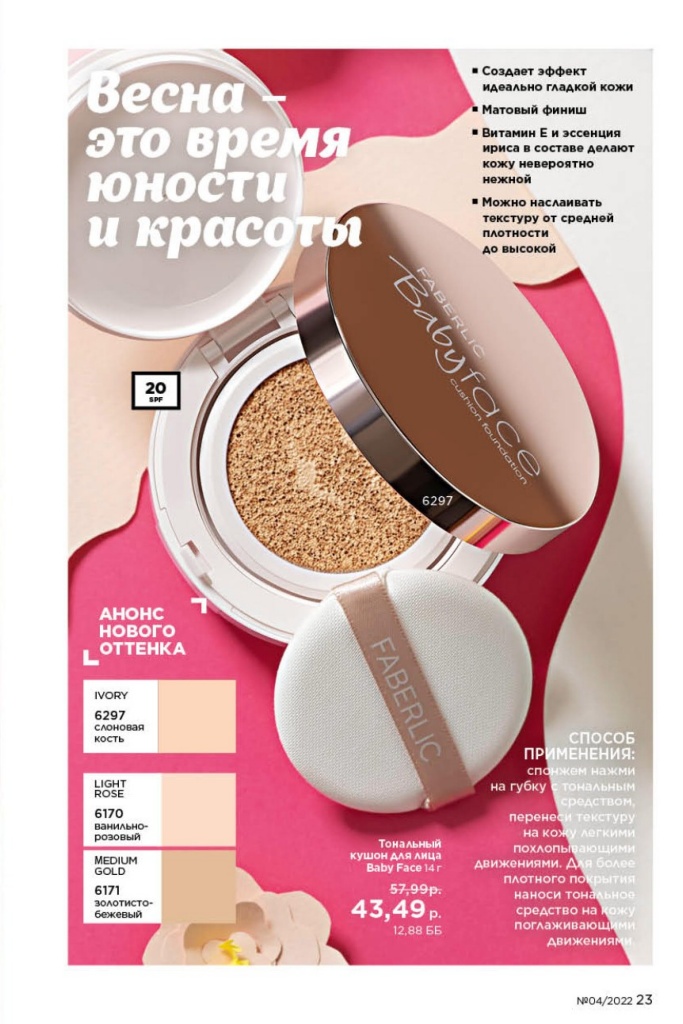 Весна –
это время
юности
и красоты
▪ Создает эффект
идеально гладкой кожи
▪ Матовый финиш
▪ Витамин Е и эссенция
ириса в составе делают
кожу невероятно
нежной
▪ Можно наслаивать
текстуру от средней
плотности
до высокой
FABERLIC
Babyface
cushion foundation
20
SPF
6297
АНОНС
НОВОГО
ОТТЕНКА
IVORY
6297
слоновая
кость
LIGHT
ROSE
6170
ванильно-
розовый
MEDIUM
GOLD
6171
золотисто-
бежевый
FABERLIC
Тональный
кушон для лица
Baby Face 14 г
57,99р.
43,49 р.
12,88 ББ
СПОСОБ
ПРИМЕНЕНИЯ:
спонжем нажми
на губку с тональным
средством,
перенеси текстуру
на кожу легкими
похлопывающими
движениями. Для более
плотного покрытия
наноси тональное
средство на кожу
поглаживающими
движениями.
№04/2022 23